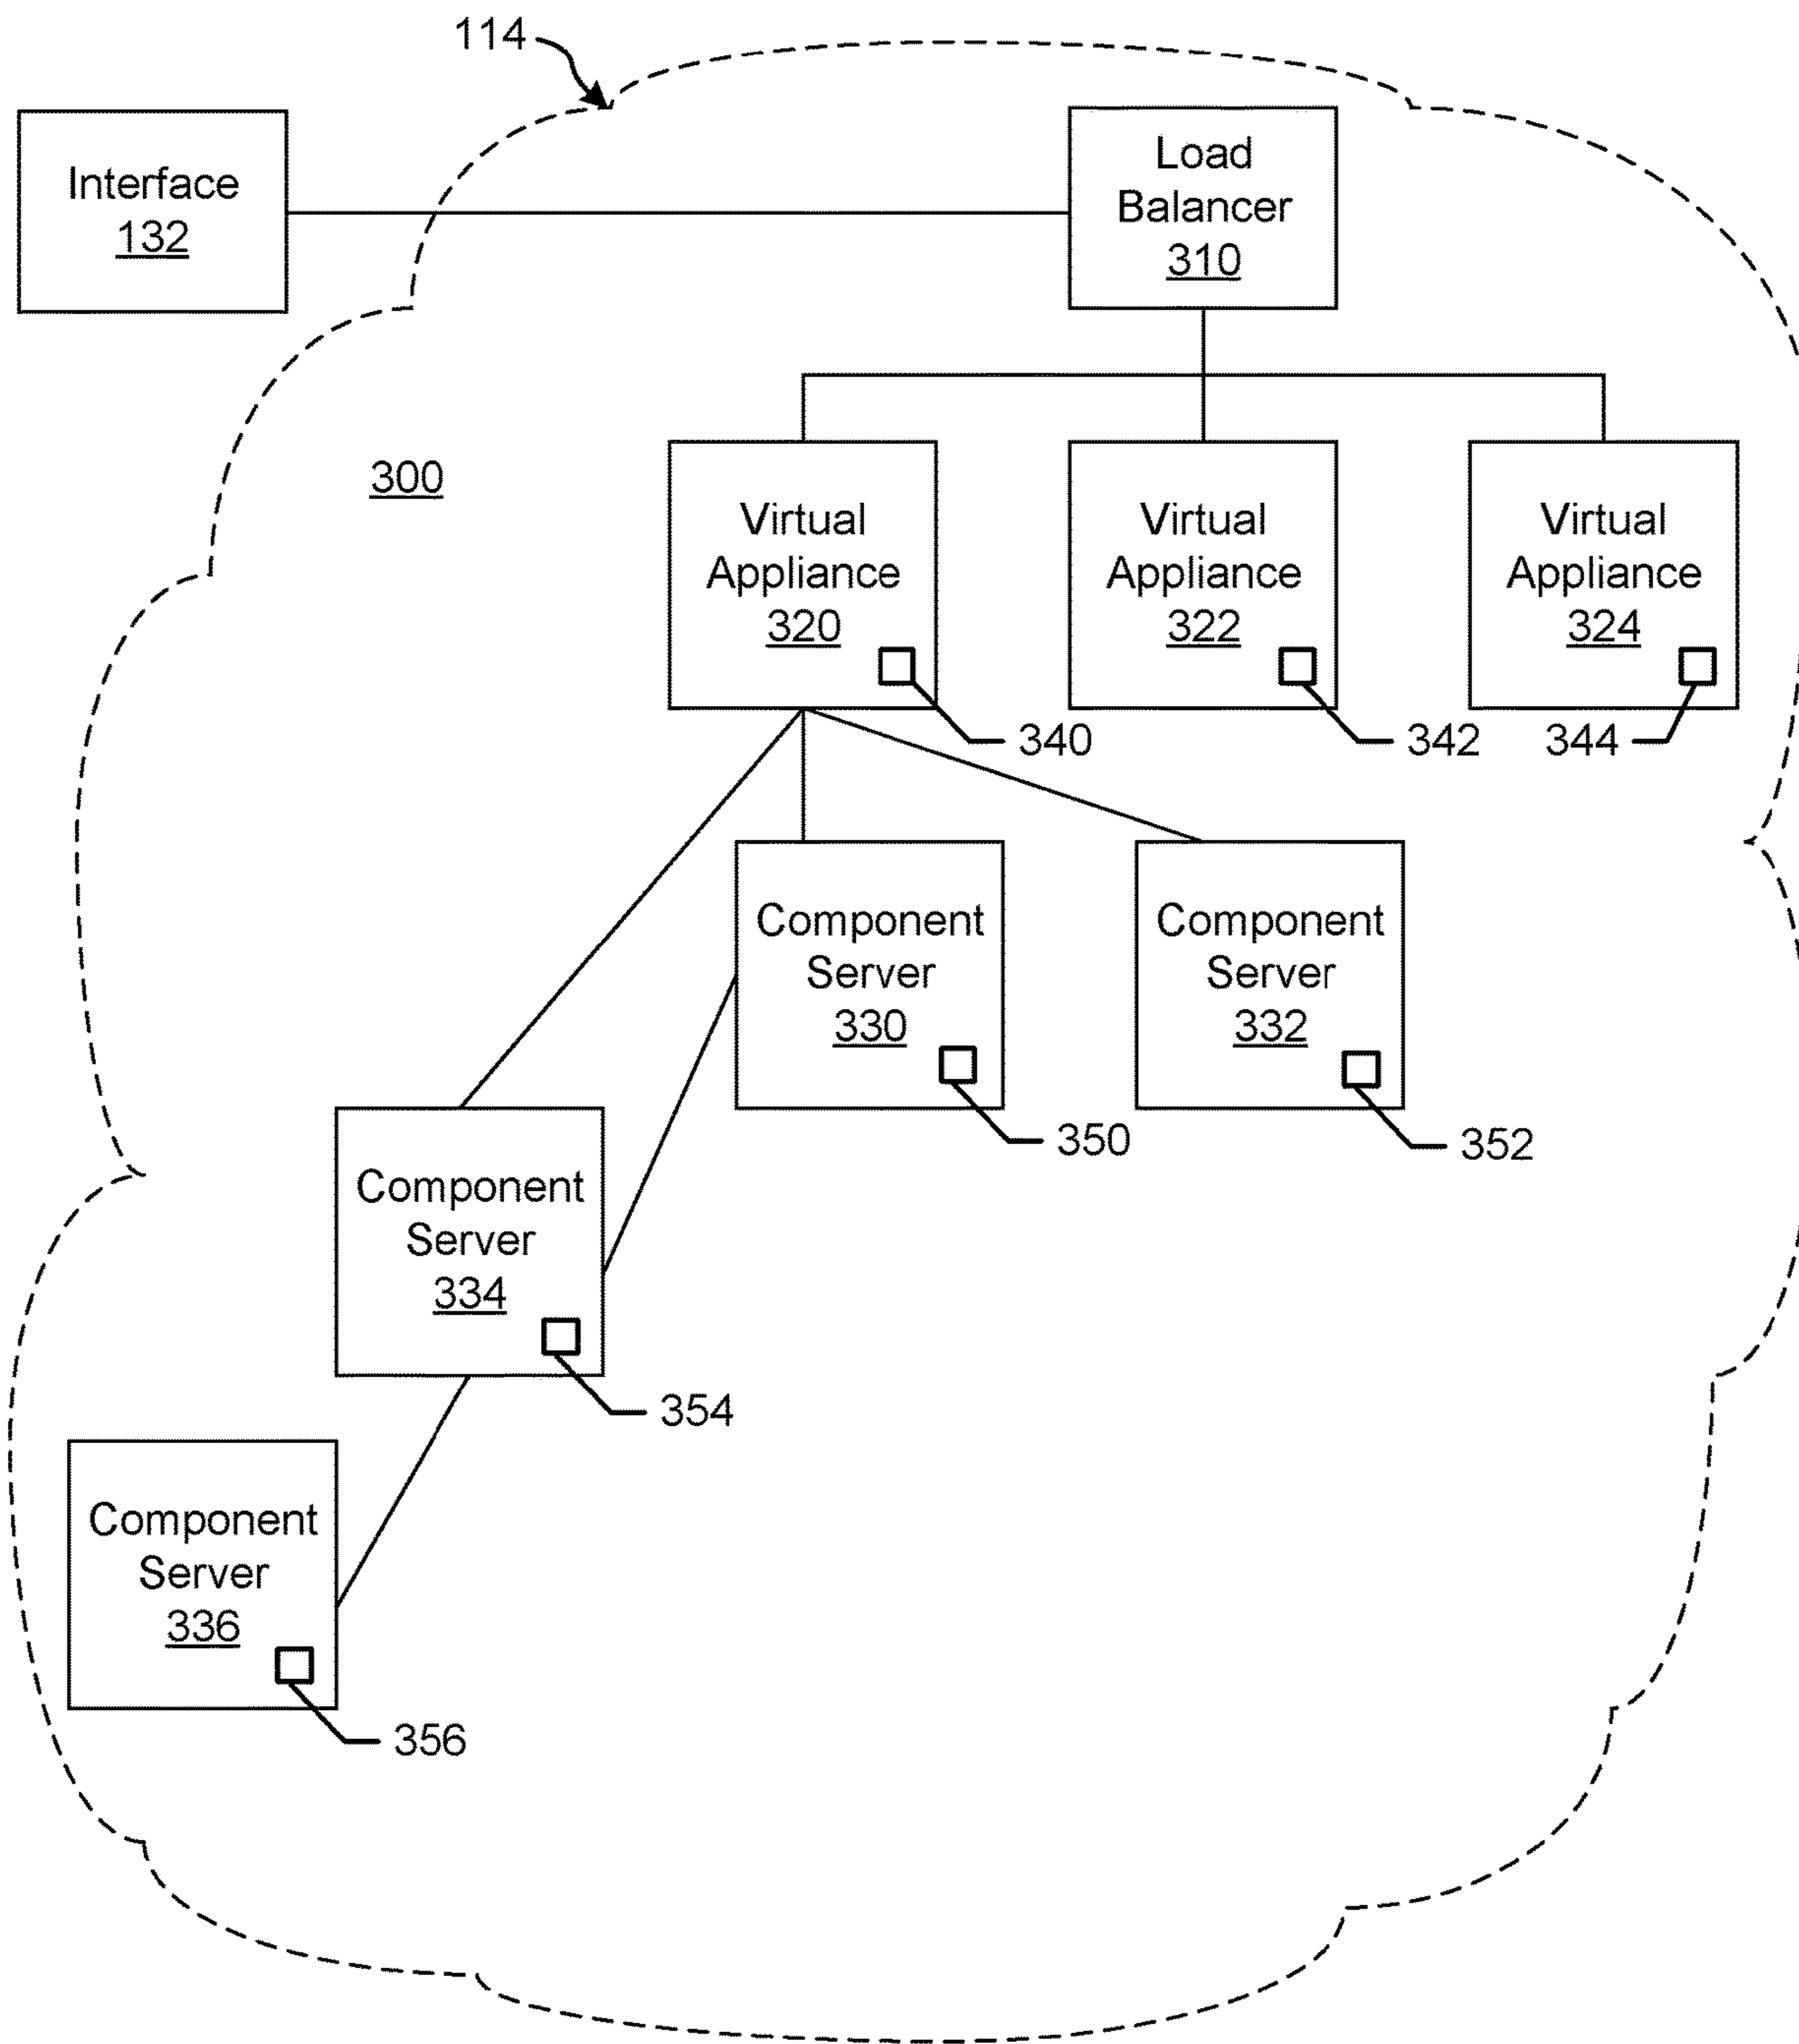 114
Interface
132
Load
Balancer
310
300
Virtual
Appliance
320
Virtual
Appliance
322
Virtual
Appliance
324
340
342
344
Component
Server
330
Component
Server
332
350
352
Component
Server
334
354
Component
Server
336
356